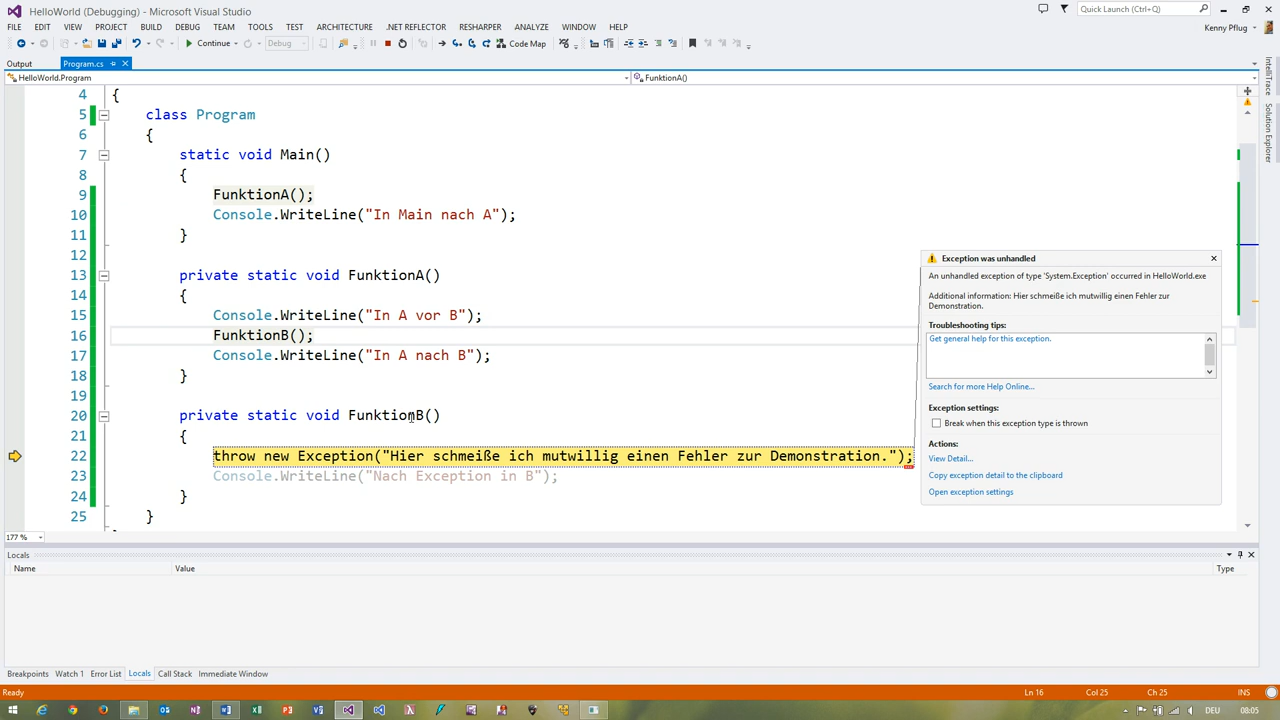 HelloWorld (Debugging) - Microsoft Visual Studio
Quick Launch (Ctrl+Q)
FILE EDIT VIEW PROJECT BUILD DEBUG TEAM TOOLS TEST ARCHITECTURE .NET REFLECTOR RESHARPER ANALYZE WINDOW HELP
Kenny Pflug
Continue Debug Code Map
Output Program.cs
HelloWorld.Program FunktionA()
4 {
5 class Program
6 {
7 static void Main()
8 {
9 FunktionA();
10 Console.WriteLine("In Main nach A");
11 }
12
13 private static void FunktionA()
14 {
15 Console.WriteLine("In A vor B");
16 FunktionB();
17 Console.WriteLine("In A nach B");
18 }
19
20 private static void FunktionB()
21 {
22 throw new Exception("Hier schmeiße ich mutwillig einen Fehler zur Demonstration.");
23 Console.WriteLine("Nach Exception in B");
24 }
25 }
177 %
Exception was unhandled
An unhandled exception of type 'System.Exception' occurred in HelloWorld.exe
Additional information: Hier schmeiße ich mutwillig einen Fehler zur
Demonstration.
Troubleshooting tips:
Get general help for this exception.
Search for more Help Online...
Exception settings:
Break when this exception type is thrown
Actions:
View Detail...
Copy exception detail to the clipboard
Open exception settings
IntelliTrace
Solution Explorer
Locals
Name Value Type
Breakpoints Watch 1 Error List Locals Call Stack Immediate Window
Ready Ln 16 Col 25 Ch 25 INS
DEU 08:05